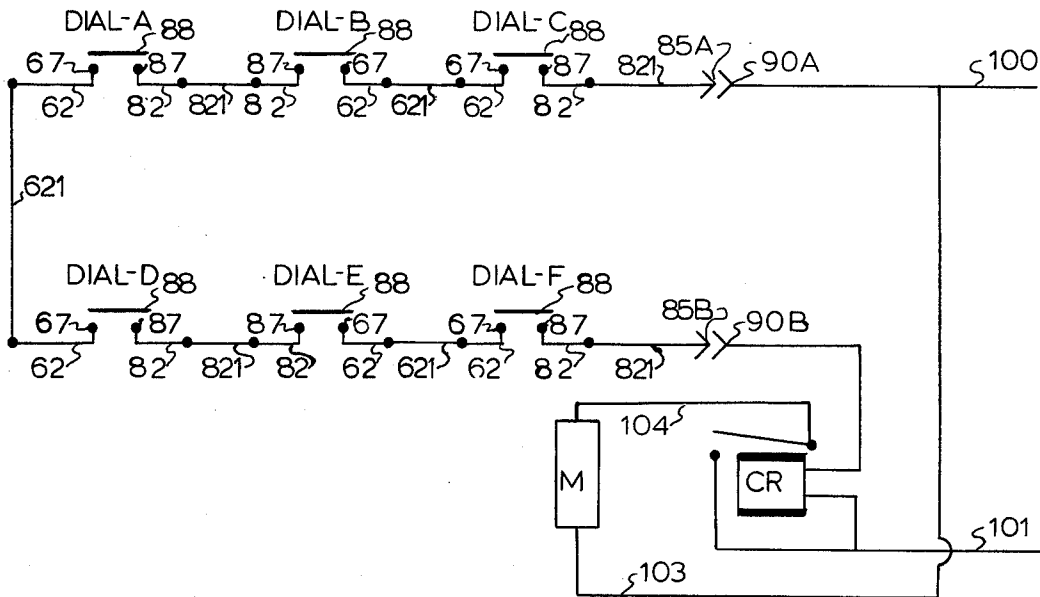 DIAL-A 88 DIAL-B 88 DIAL-C 88 85A 90A 100
67 87 87 67 67 87 821
62 82 821 82 62 621 62 82
621
DIAL-D 88 DIAL-E 88 DIAL-F 88 85B 90B
67 87 87 67 67 87
62 82 821 82 62 621 62 82 821
104
M CR
101
103